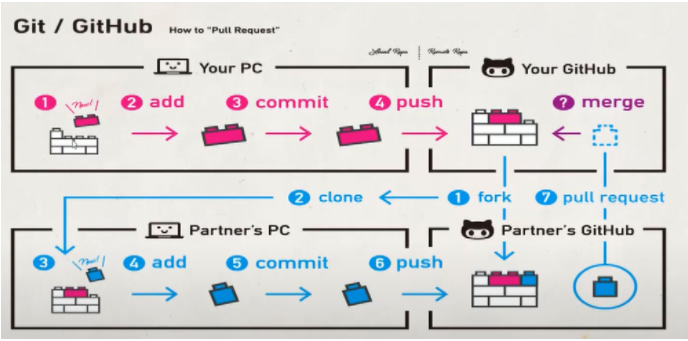 Git / GitHub How to "Pull Request"
Local Repo Remote Repo
Your PC Your GitHub
1 New! 2 add 3 commit 4 push ? merge
2 clone 1 fork 7 pull request
Partner's PC Partner's GitHub
3 New! 4 add 5 commit 6 push